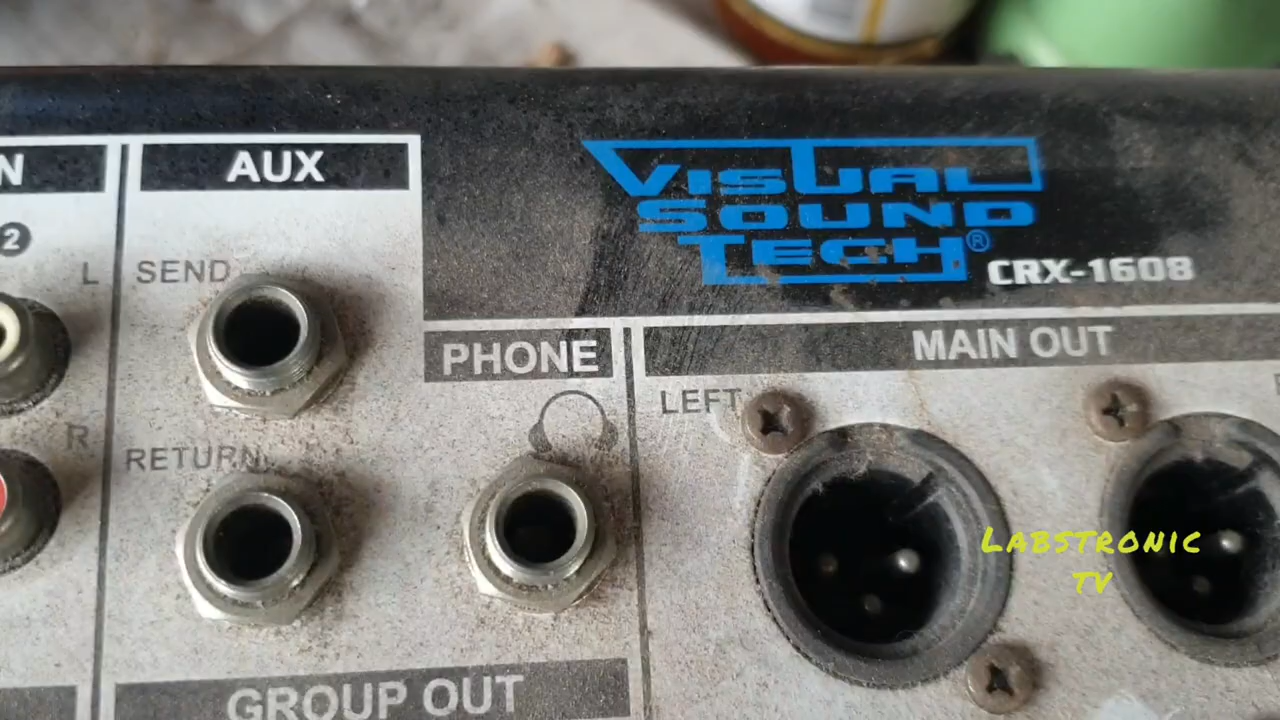 N
AUX
2
L
SEND
R
RETURN
PHONE
VISUAL
SOUND
TECH®
CRX-1608
MAIN OUT
LEFT
GROUP OUT
LABSTRONIC
TV